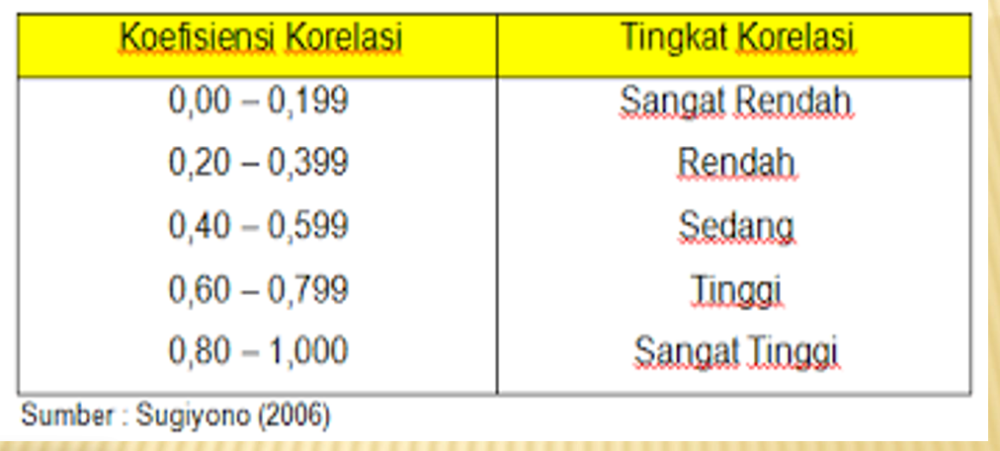 Koefisiensi Korelasi Tingkat Korelasi
0,00 – 0,199 Sangat Rendah
0,20 – 0,399 Rendah
0,40 – 0,599 Sedang
0,60 – 0,799 Tinggi
0,80 – 1,000 Sangat Tinggi
Sumber : Sugiyono (2006)